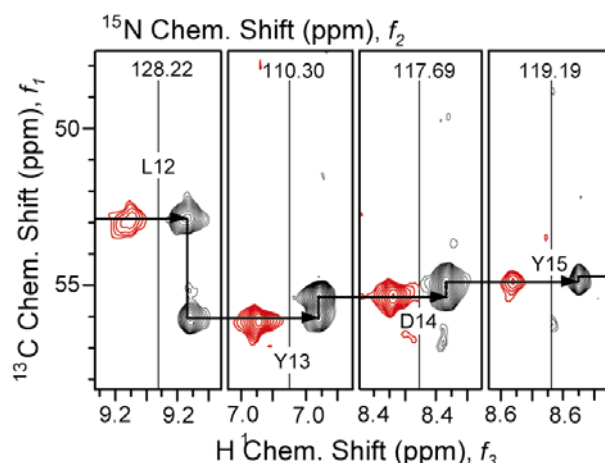 15N Chem. Shift (ppm), f2
128.22 110.30 117.69 119.19
13C Chem. Shift (ppm), f1
50
55
L12
Y13
D14
Y15
9.2 9.2 7.0 7.0 8.4 8.4 8.6 8.6
H 1 Chem. Shift (ppm), f3